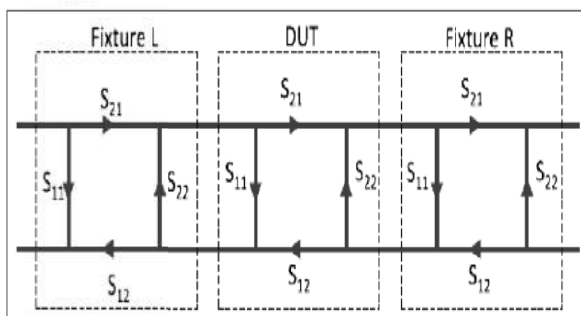 Fixture L DUT Fixture R
S21 S21 S21
S11 S22 S11 S22 S11 S22
S12 S12 S12